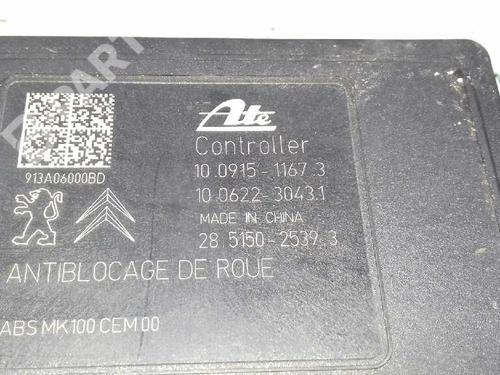 Ate
Controller
10.0915-1167.3
10.0622-3043.1
MADE IN CHINA
28.5150-2539.3
913A06000BD
ANTIBLOCAGE DE ROUE
ABS MK100 CEM 00